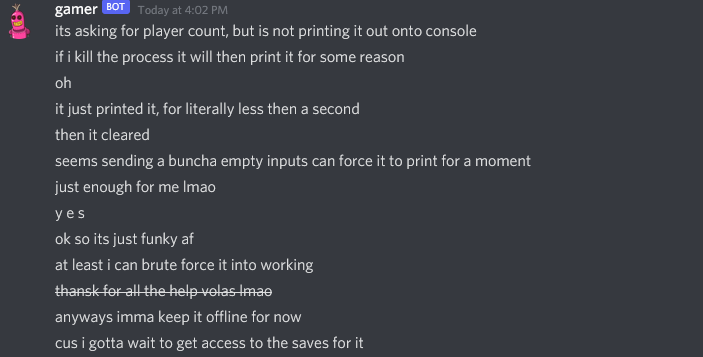 gamer BOT Today at 4:02 PM
its asking for player count, but is not printing it out onto console
if i kill the process it will then print it for some reason
oh
it just printed it, for literally less then a second
then it cleared
seems sending a buncha empty inputs can force it to print for a moment
just enough for me lmao
y e s
ok so its just funky af
at least i can brute force it into working
thansk for all the help volas lmao
anyways imma keep it offline for now
cus i gotta wait to get access to the saves for it